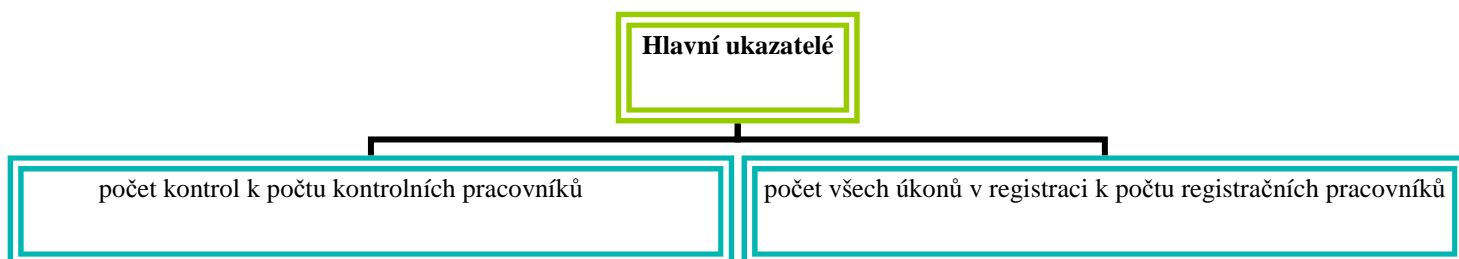 Hlavní ukazatelé
počet kontrol k počtu kontrolních pracovníků
počet všech úkonů v registraci k počtu registračních pracovníků